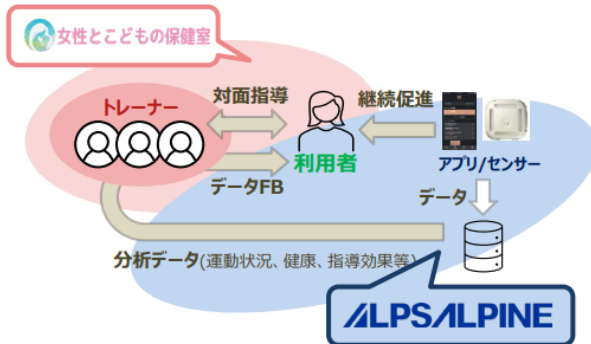 女性とこどもの保健室
トレーナー
対面指導
継続促進
利用者
アプリ/センサー
データFB
データ
分析データ(運動状況、健康、指導効果等)
ALPSALPINE